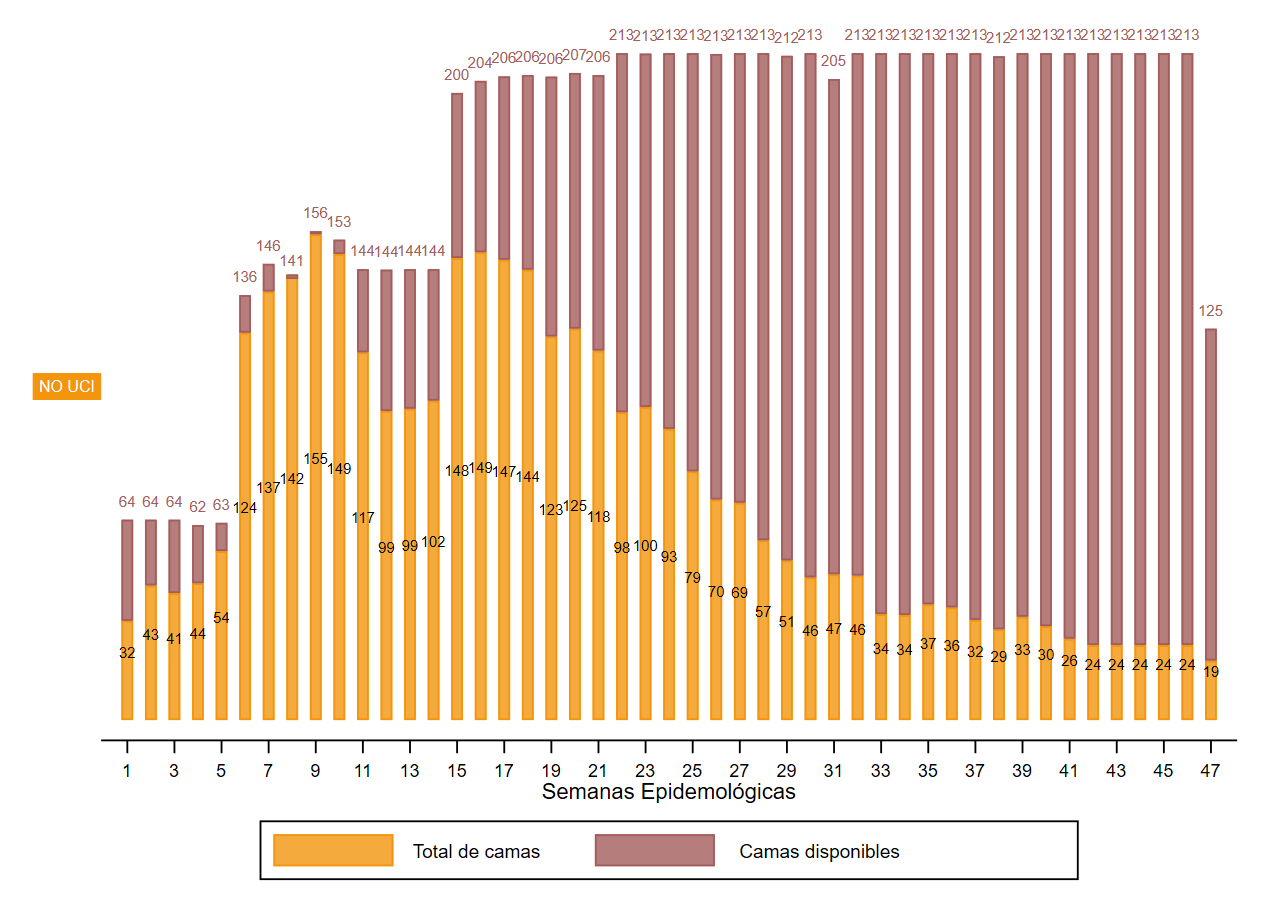 213 213 213 213 213 213 213 212 213 205 213 213 213 213 213 213 212 213 213 213 213 213 213 213 213
200 204 206 206 206 207 206
156 153
146 141 144 144 144 144
136
125
NO UCI
64 64 64 62 63
124 137 142 155 149 117 99 99 102 148 149 147 144 123 125 118 98 100 93 79 70 69 57 51 46 47 46 34 34 37 36 32 29 33 30 26 24 24 24 24 24 19
32 43 41 44 54
1 3 5 7 9 11 13 15 17 19 21 23 25 27 29 31 33 35 37 39 41 43 45 47
Semanas Epidemológicas
Total de camas Camas disponibles